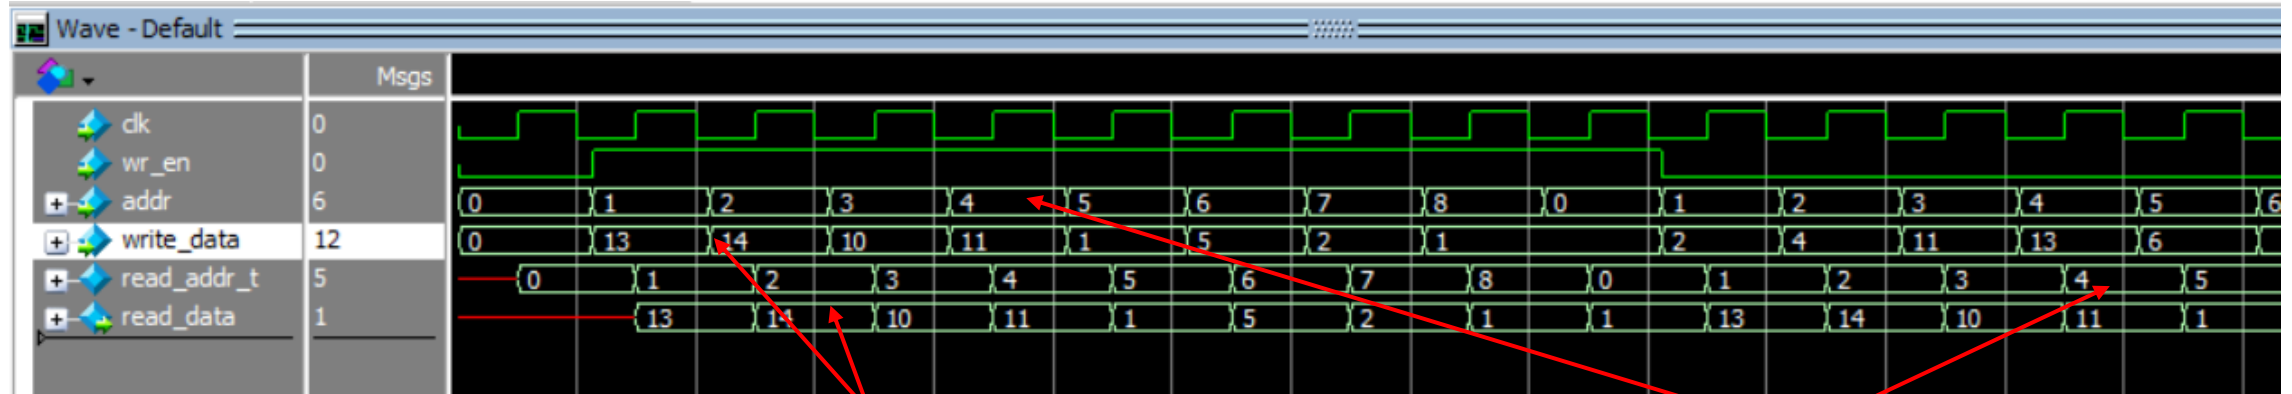 Wave - Default
Msgs
clk 0
wr_en 0
addr 6 0 1 2 3 4 5 6 7 8 0 1 2 3 4 5 6
write_data 12 0 13 14 10 11 1 5 2 1 2 4 11 13 6
read_addr_t 5 0 1 2 3 4 5 6 7 8 0 1 2 3 4 5
read_data 1 13 14 10 11 1 5 2 1 1 13 14 10 11 1